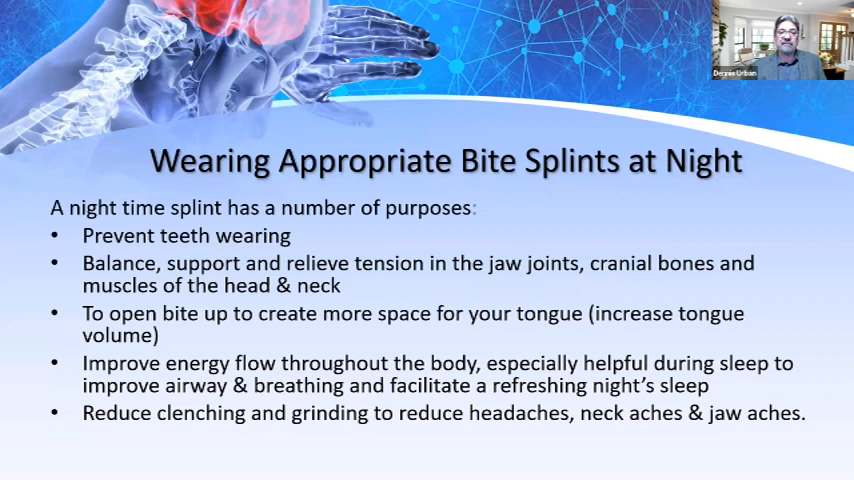 Dennis Urban
Wearing Appropriate Bite Splints at Night
A night time splint has a number of purposes:
• Prevent teeth wearing
• Balance, support and relieve tension in the jaw joints, cranial bones and
muscles of the head & neck
• To open bite up to create more space for your tongue (increase tongue
volume)
• Improve energy flow throughout the body, especially helpful during sleep to
improve airway & breathing and facilitate a refreshing night’s sleep
• Reduce clenching and grinding to reduce headaches, neck aches & jaw aches.